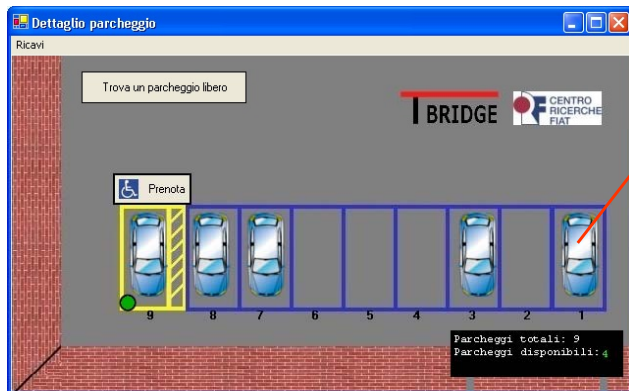 Dettaglio parcheggio
Ricavi
Trova un parcheggio libero
T BRIDGE
CENTRO
RICERCHE
FIAT
Prenota
9 8 7 6 5 4 3 2 1
Parcheggi totali: 9
Parcheggi disponibili:4